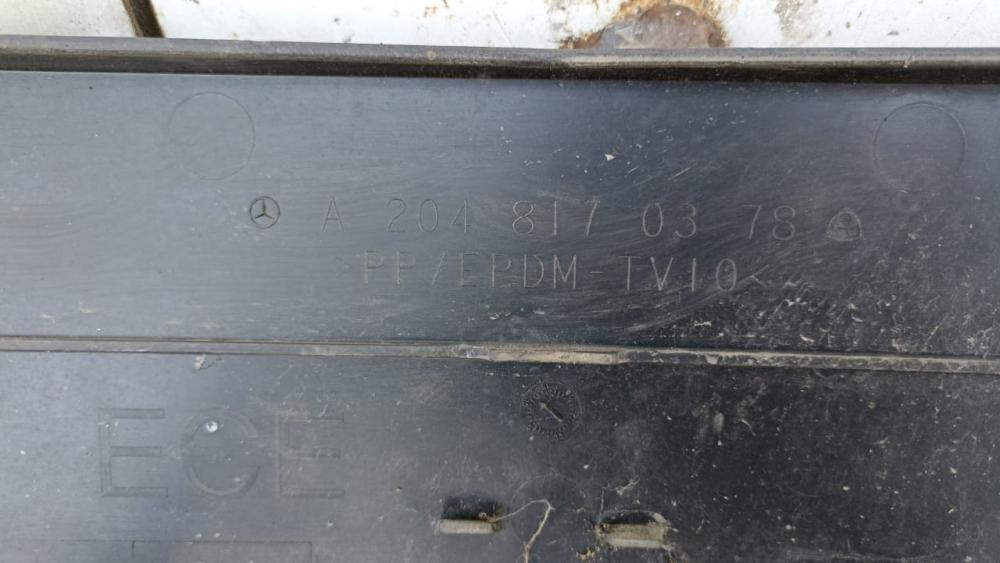 A 204 817 03 78
>PP/EPDM-TV10<
ECE